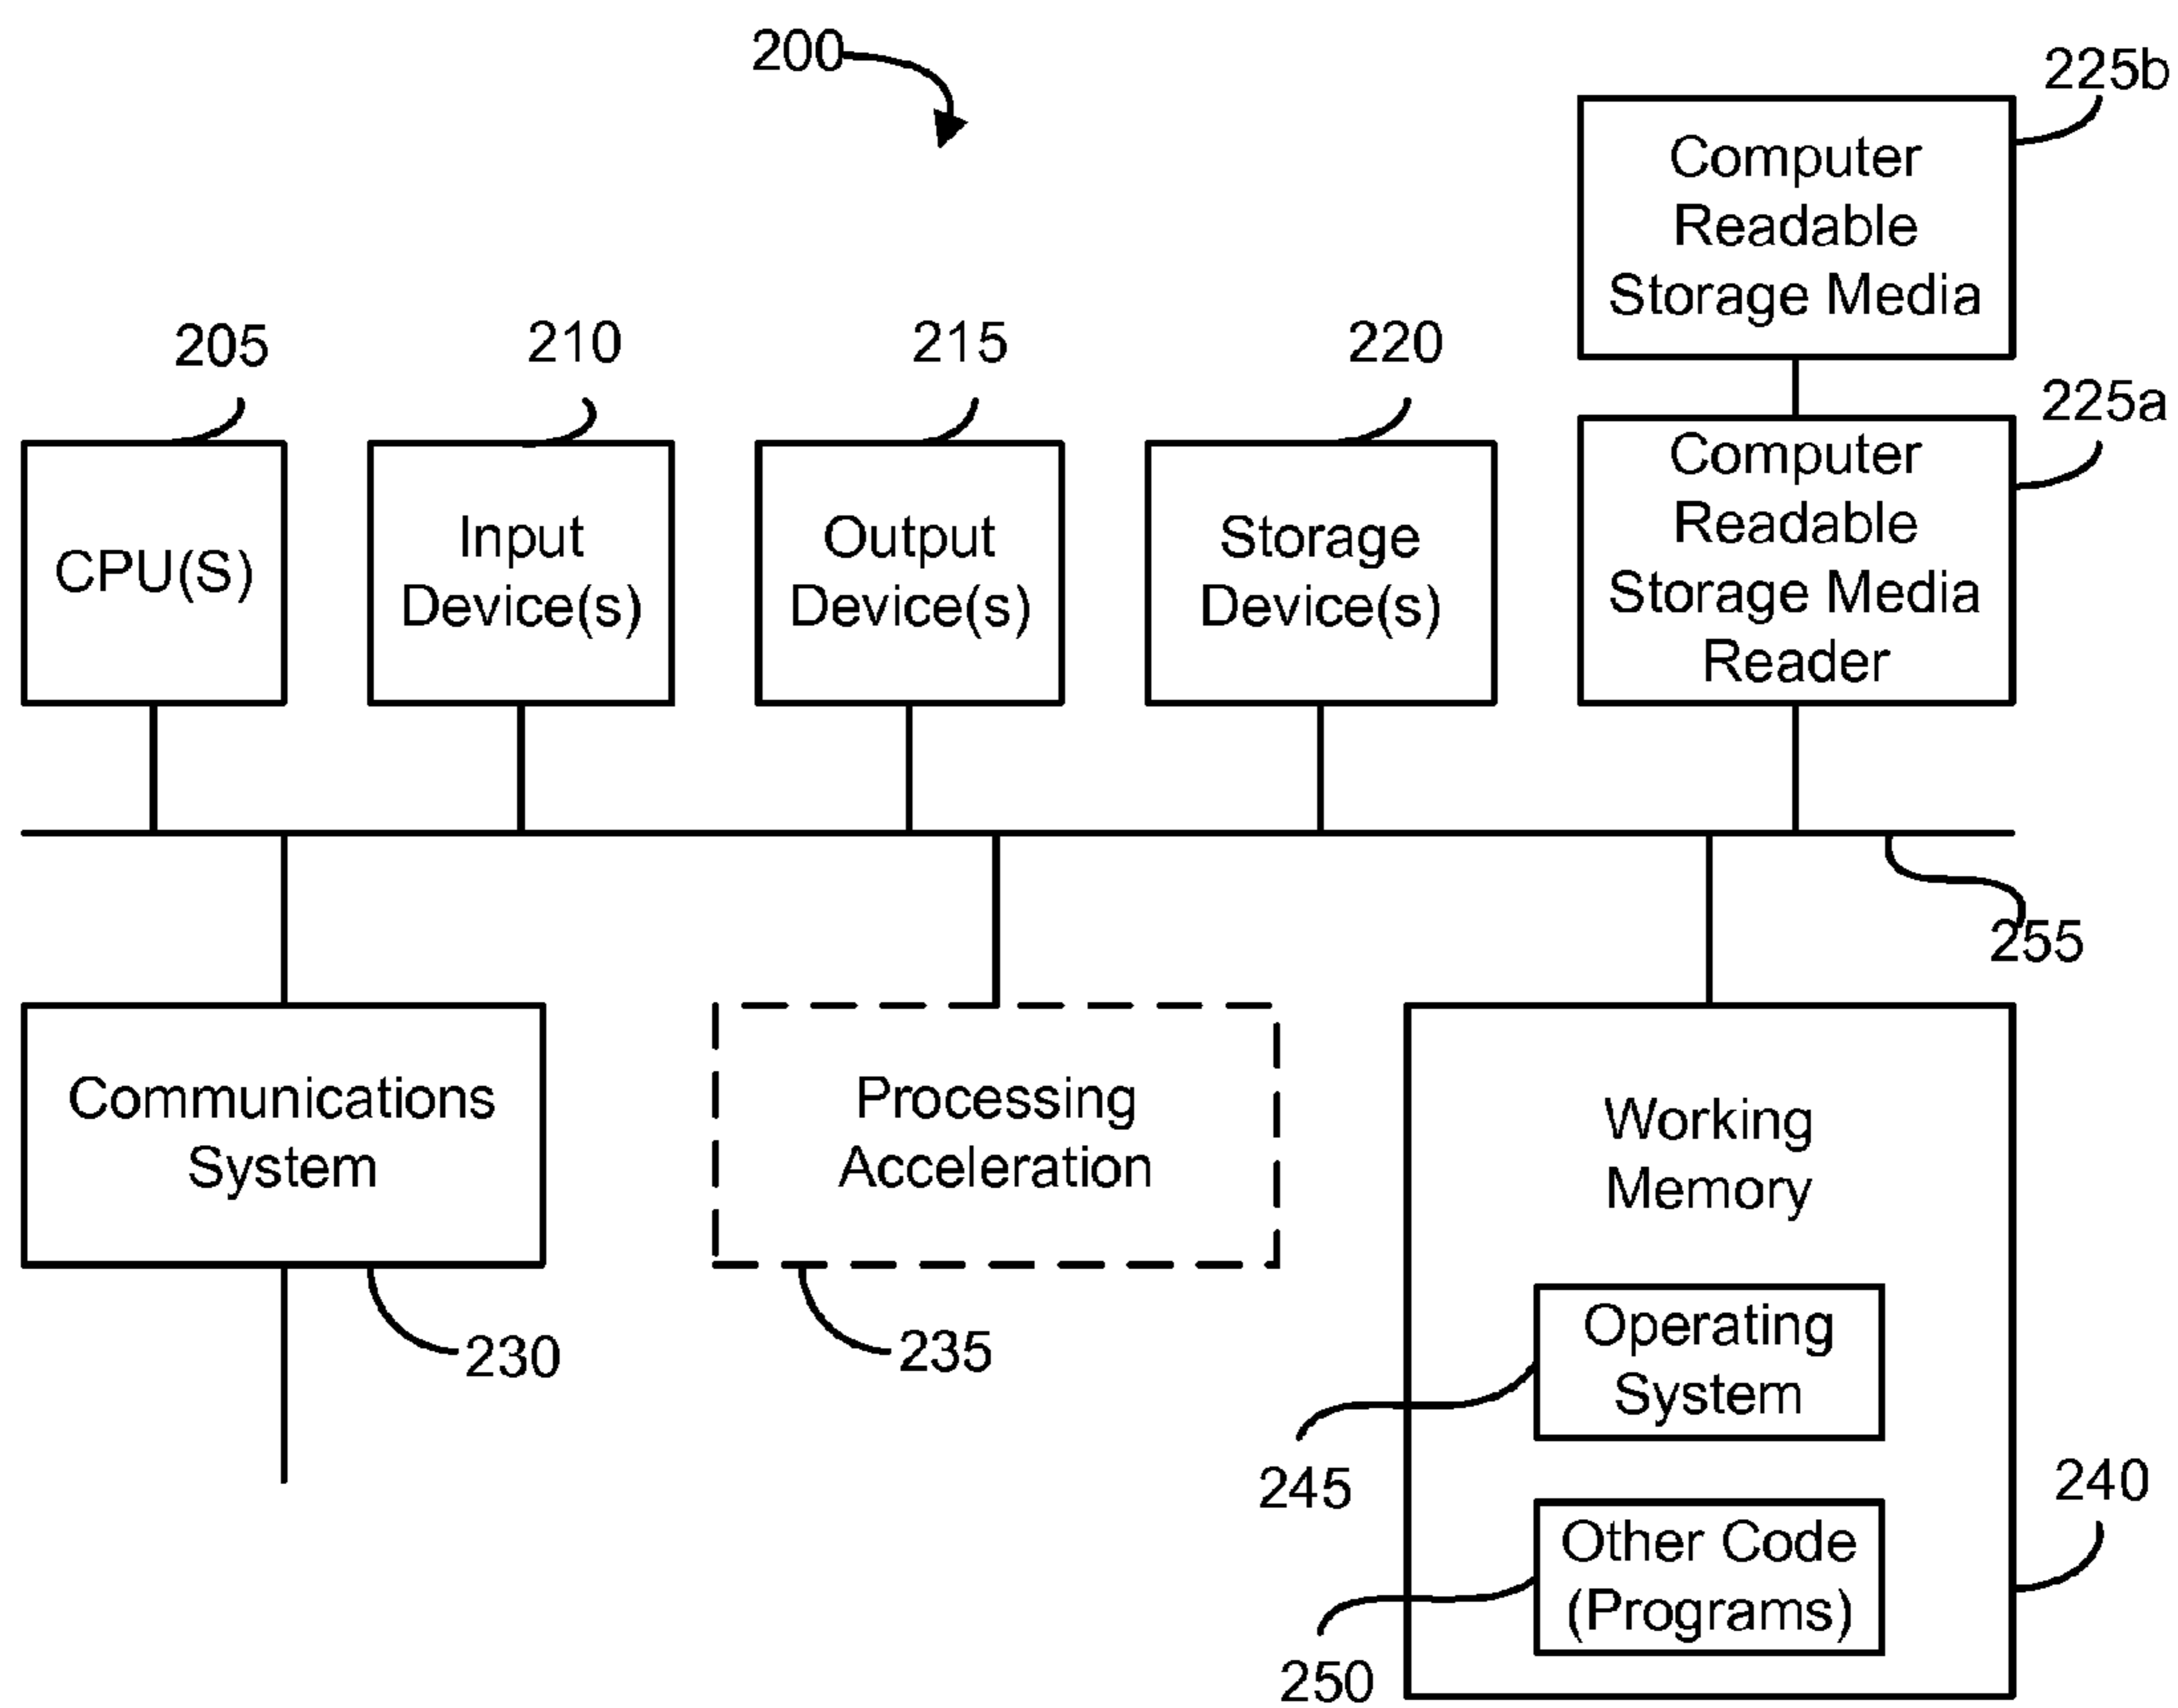 200
225b
Computer
Readable
Storage Media
205
210
215
220
225a
CPU(S)
Input
Device(s)
Output
Device(s)
Storage
Device(s)
Computer
Readable
Storage Media
Reader
255
Communications
System
230
Processing
Acceleration
235
Working
Memory
Operating
System
245
240
Other Code
(Programs)
250